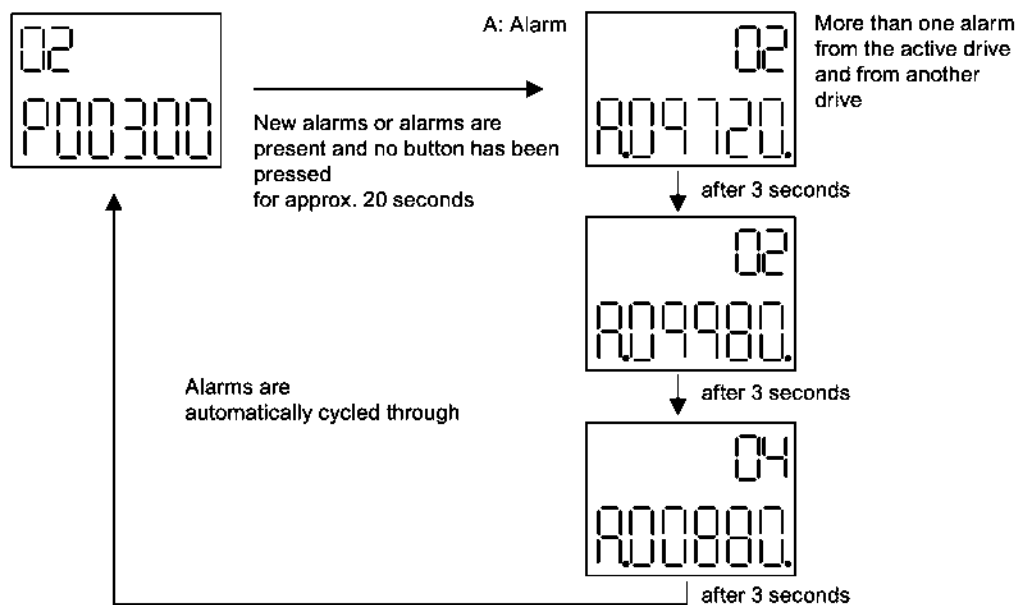 02
P00300
A: Alarm
02
A.09720.
More than one alarm
from the active drive
and from another
drive
New alarms or alarms are
present and no button has been
pressed
for approx. 20 seconds
after 3 seconds
02
A.09980.
after 3 seconds
Alarms are
automatically cycled through
04
A.00880.
after 3 seconds